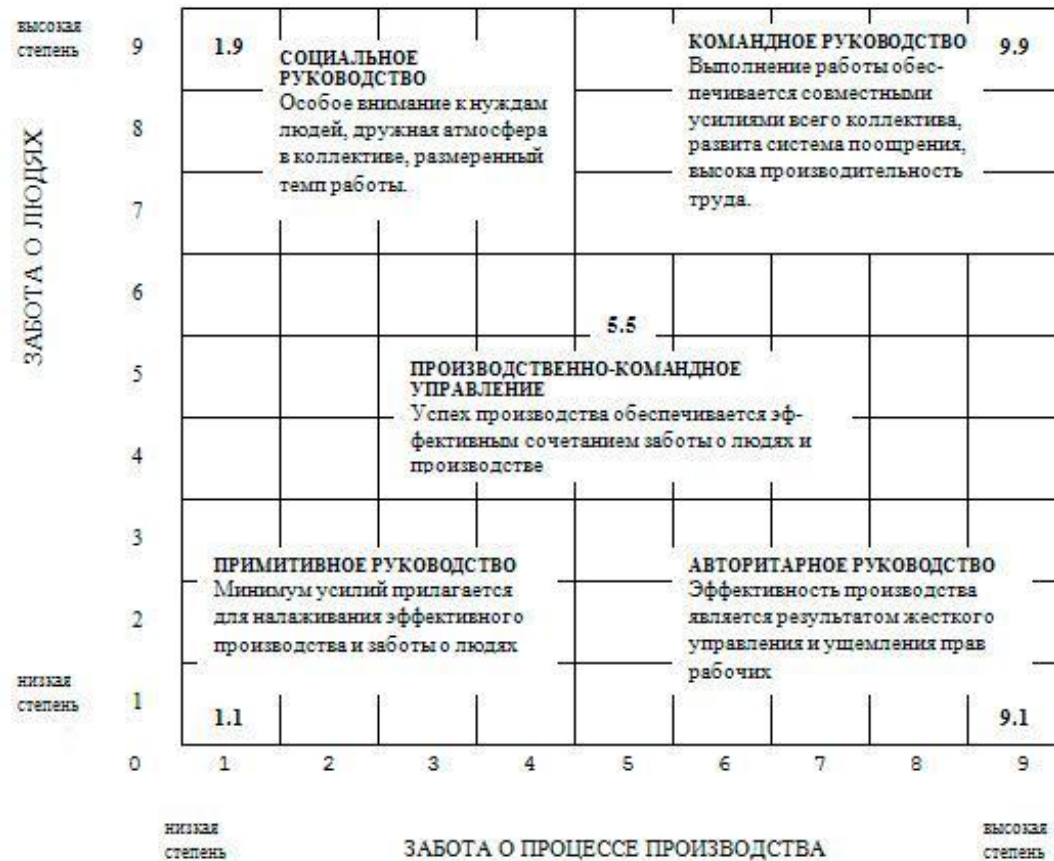 высокая
степень
ЗАБОТА О ЛЮДЯХ
9
8
7
6
5
4
3
2
1
0
низкая
степень
1.9
СОЦИАЛЬНОЕ
РУКОВОДСТВО
Особое внимание к нуждам
людей, дружная атмосфера
в коллективе, размеренный
темп работы.
КОМАНДНОЕ РУКОВОДСТВО
9.9
Выполнение работы обес-
печивается совместными
усилиями всего коллектива,
развита система поощрения,
высока производительность
труда.
5.5
ПРОИЗВОДСТВЕННО-КОМАНДНОЕ
УПРАВЛЕНИЕ
Успех производства обеспечивается эф-
фективным сочетанием заботы о людях и
производстве
ПРИМИТИВНОЕ РУКОВОДСТВО
Минимум усилий прилагается
для налаживания эффективного
производства и заботы о людях
1.1
АВТОРИТАРНОЕ РУКОВОДСТВО
Эффективность производства
является результатом жесткого
управления и ущемления прав
рабочих
9.1
1 2 3 4 5 6 7 8 9
низкая
степень
ЗАБОТА О ПРОЦЕССЕ ПРОИЗВОДСТВА
высокая
степень